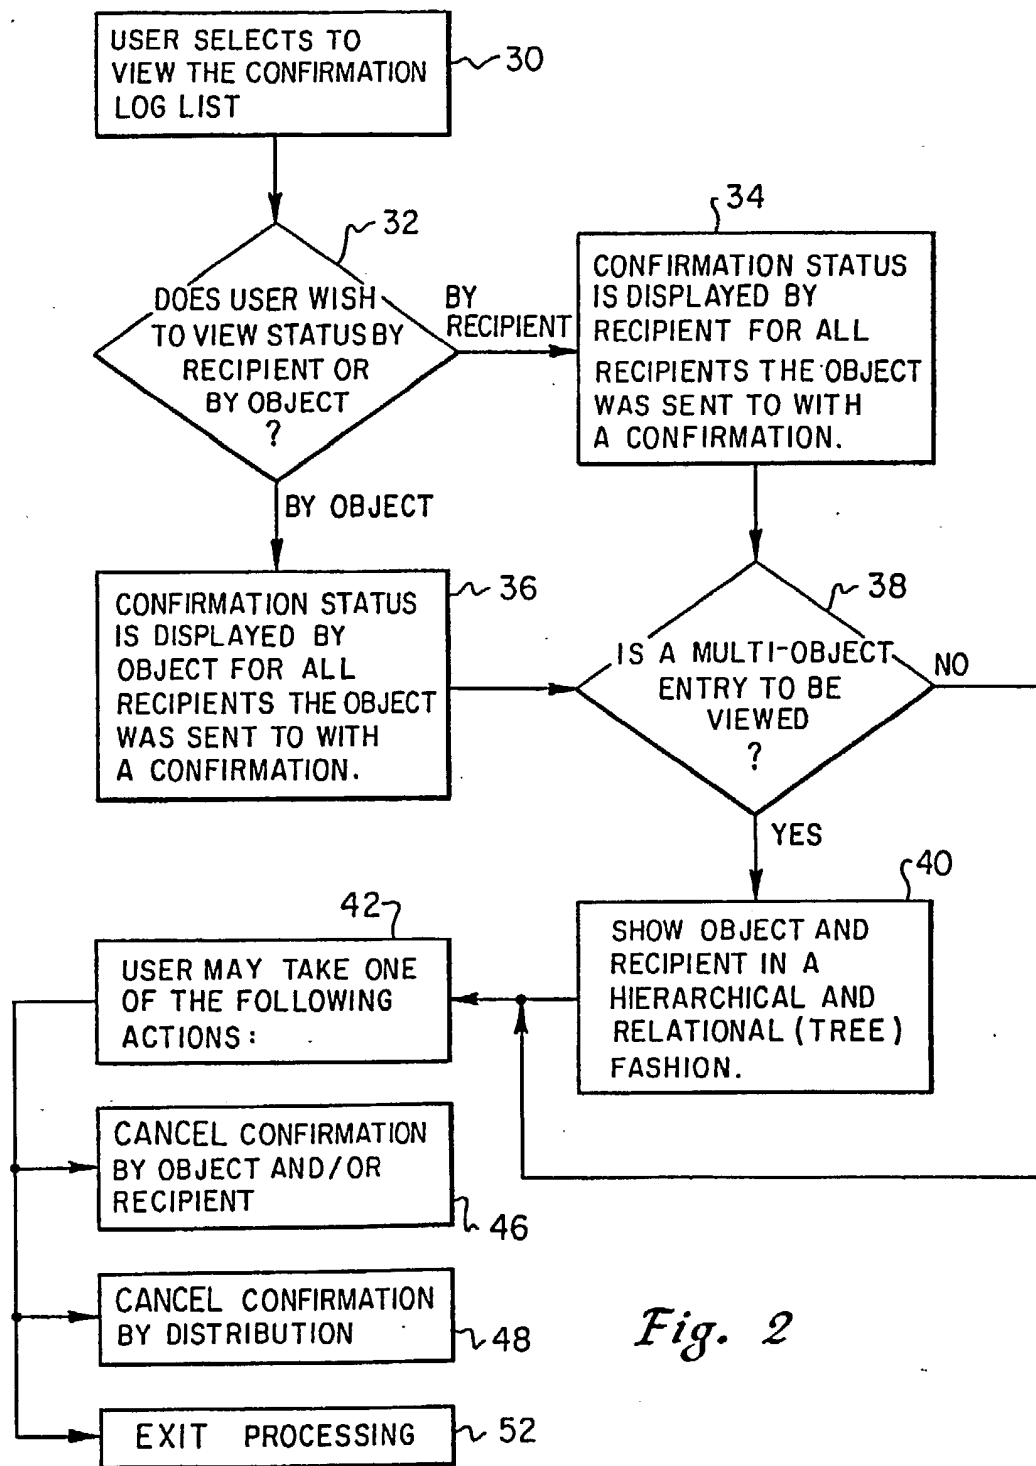 USER SELECTS TO
VIEW THE CONFIRMATION
LOG LIST
30
32
DOES USER WISH
TO VIEW STATUS BY
RECIPIENT OR
BY OBJECT
?
BY
RECIPIENT
34
CONFIRMATION STATUS
IS DISPLAYED BY
RECIPIENT FOR ALL
RECIPIENTS THE OBJECT
WAS SENT TO WITH
A CONFIRMATION.
BY OBJECT
36
CONFIRMATION STATUS
IS DISPLAYED BY
OBJECT FOR ALL
RECIPIENTS THE OBJECT
WAS SENT TO WITH
A CONFIRMATION.
38
IS A MULTI-OBJECT
ENTRY TO BE
VIEWED
?
NO
YES
40
SHOW OBJECT AND
RECIPIENT IN A
HIERARCHICAL AND
RELATIONAL (TREE)
FASHION.
42
USER MAY TAKE ONE
OF THE FOLLOWING
ACTIONS:
CANCEL CONFIRMATION
BY OBJECT AND/OR
RECIPIENT
46
CANCEL CONFIRMATION
BY DISTRIBUTION
48
EXIT PROCESSING
52
Fig. 2